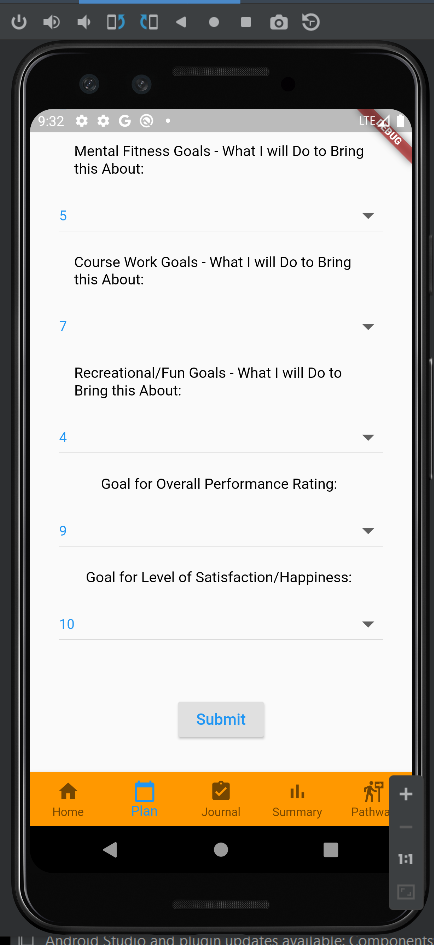 9:32
G
LTE
DEBUG
Mental Fitness Goals - What I will Do to Bring
this About:
5
Course Work Goals - What I will Do to Bring
this About:
7
Recreational/Fun Goals - What I will Do to
Bring this About:
4
Goal for Overall Performance Rating:
9
Goal for Level of Satisfaction/Happiness:
10
Submit
Home
Plan
Journal
Summary
Pathwa
1:1
Android Studio and plugin updates available: Components